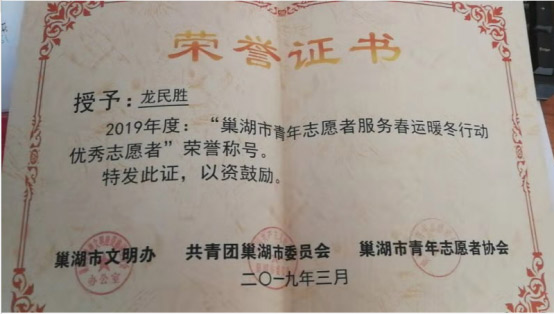 荣誉证书
授予：龙民胜
2019年度：“巢湖市青年志愿者服务春运暖冬行动
优秀志愿者”荣誉称号。
特发此证，以资鼓励。
巢湖市文明办 共青团巢湖市委员会 巢湖市青年志愿者协会
二〇一九年三月